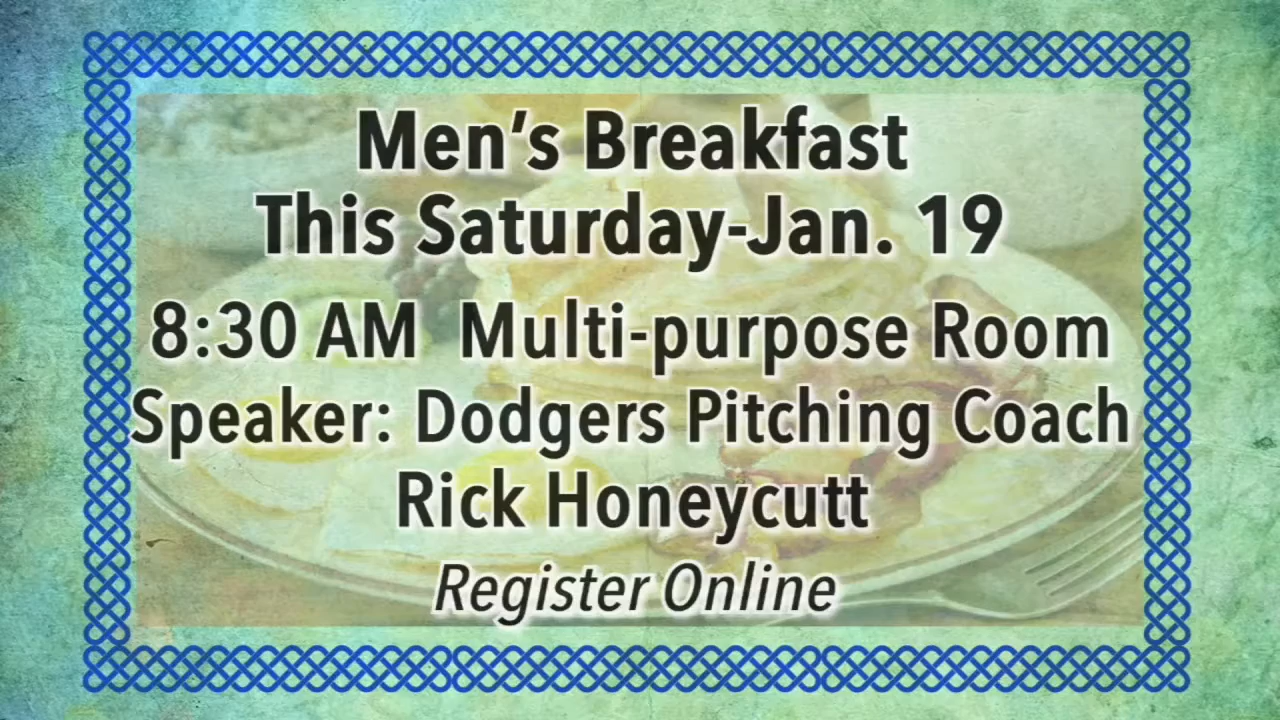 Men’s Breakfast
This Saturday-Jan. 19
8:30 AM Multi-purpose Room
Speaker: Dodgers Pitching Coach
Rick Honeycutt
Register Online